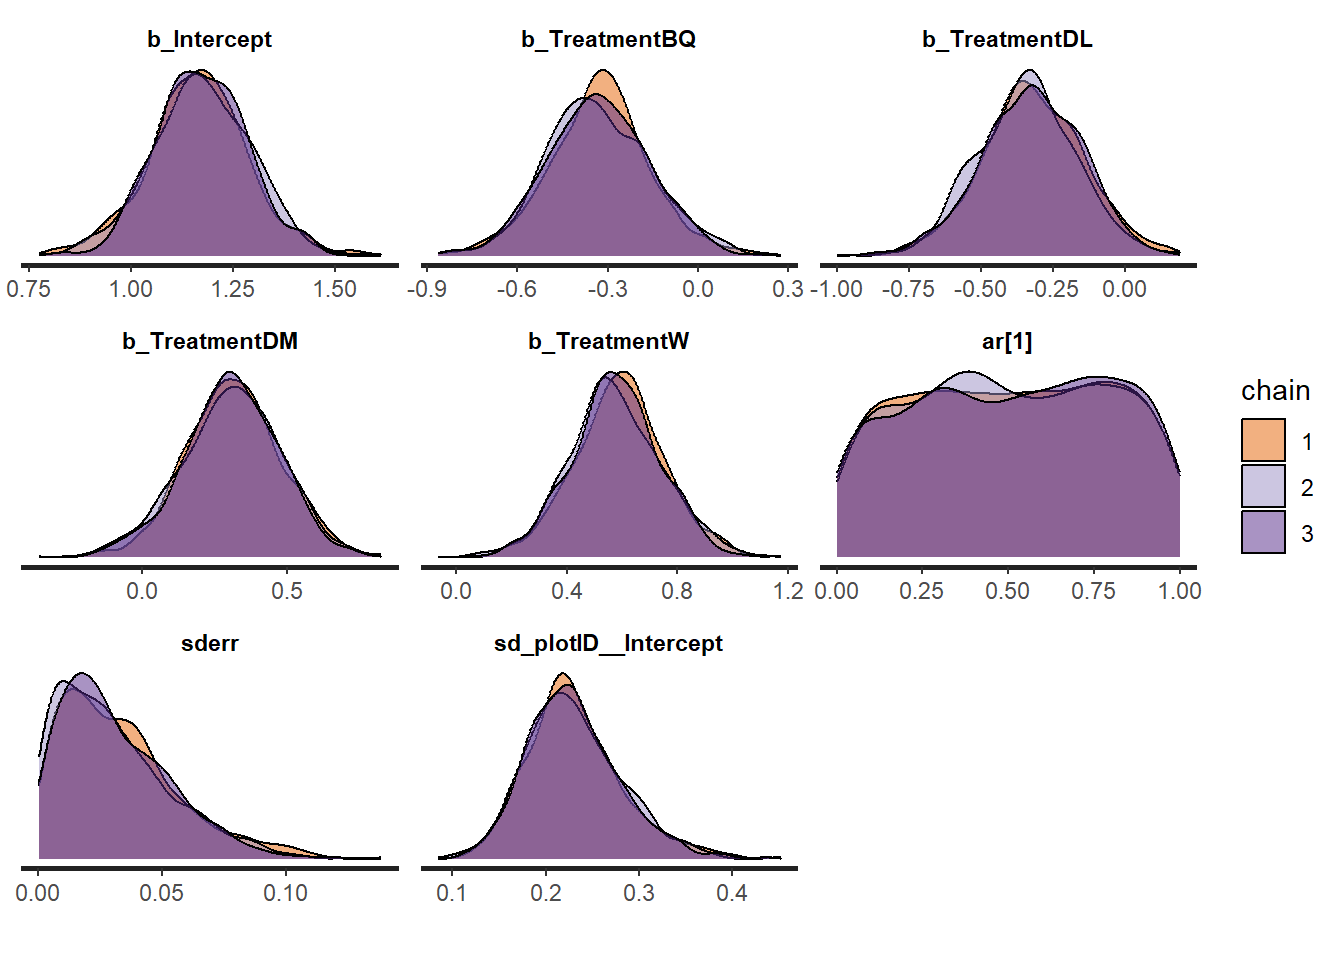 b_Intercept b_TreatmentBQ b_TreatmentDL
0.75 1.00 1.25 1.50 -0.9 -0.6 -0.3 0.0 0.3 -1.00 -0.75 -0.50 -0.25 0.00
b_TreatmentDM b_TreatmentW ar[1]
0.0 0.5 0.0 0.4 0.8 1.2 0.00 0.25 0.50 0.75 1.00
sderr sd_plotID__Intercept
0.00 0.05 0.10 0.1 0.2 0.3 0.4
chain
1
2
3